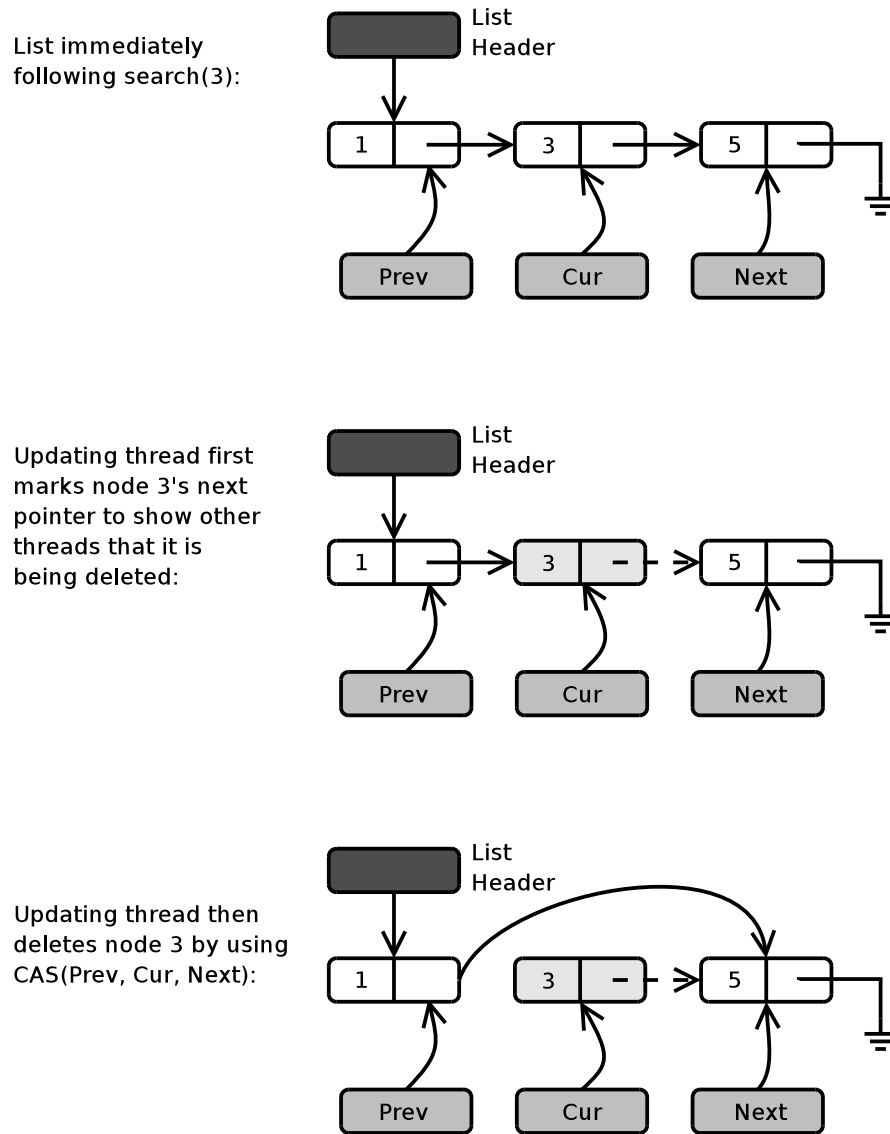 List immediately
following search(3):
List
Header
1
3
5
Prev
Cur
Next
Updating thread first
marks node 3's next
pointer to show other
threads that it is
being deleted:
List
Header
1
3
5
Prev
Cur
Next
Updating thread then
deletes node 3 by using
CAS(Prev, Cur, Next):
List
Header
1
3
5
Prev
Cur
Next